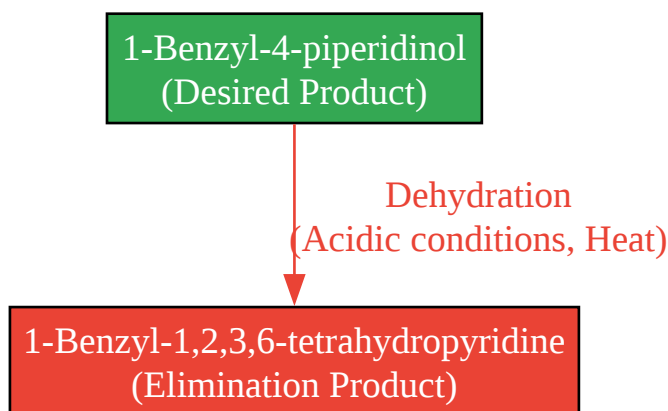 1-Benzyl-4-piperidinol
(Desired Product)
Dehydration
(Acidic conditions, Heat)
1-Benzyl-1,2,3,6-tetrahydropyridine
(Elimination Product)